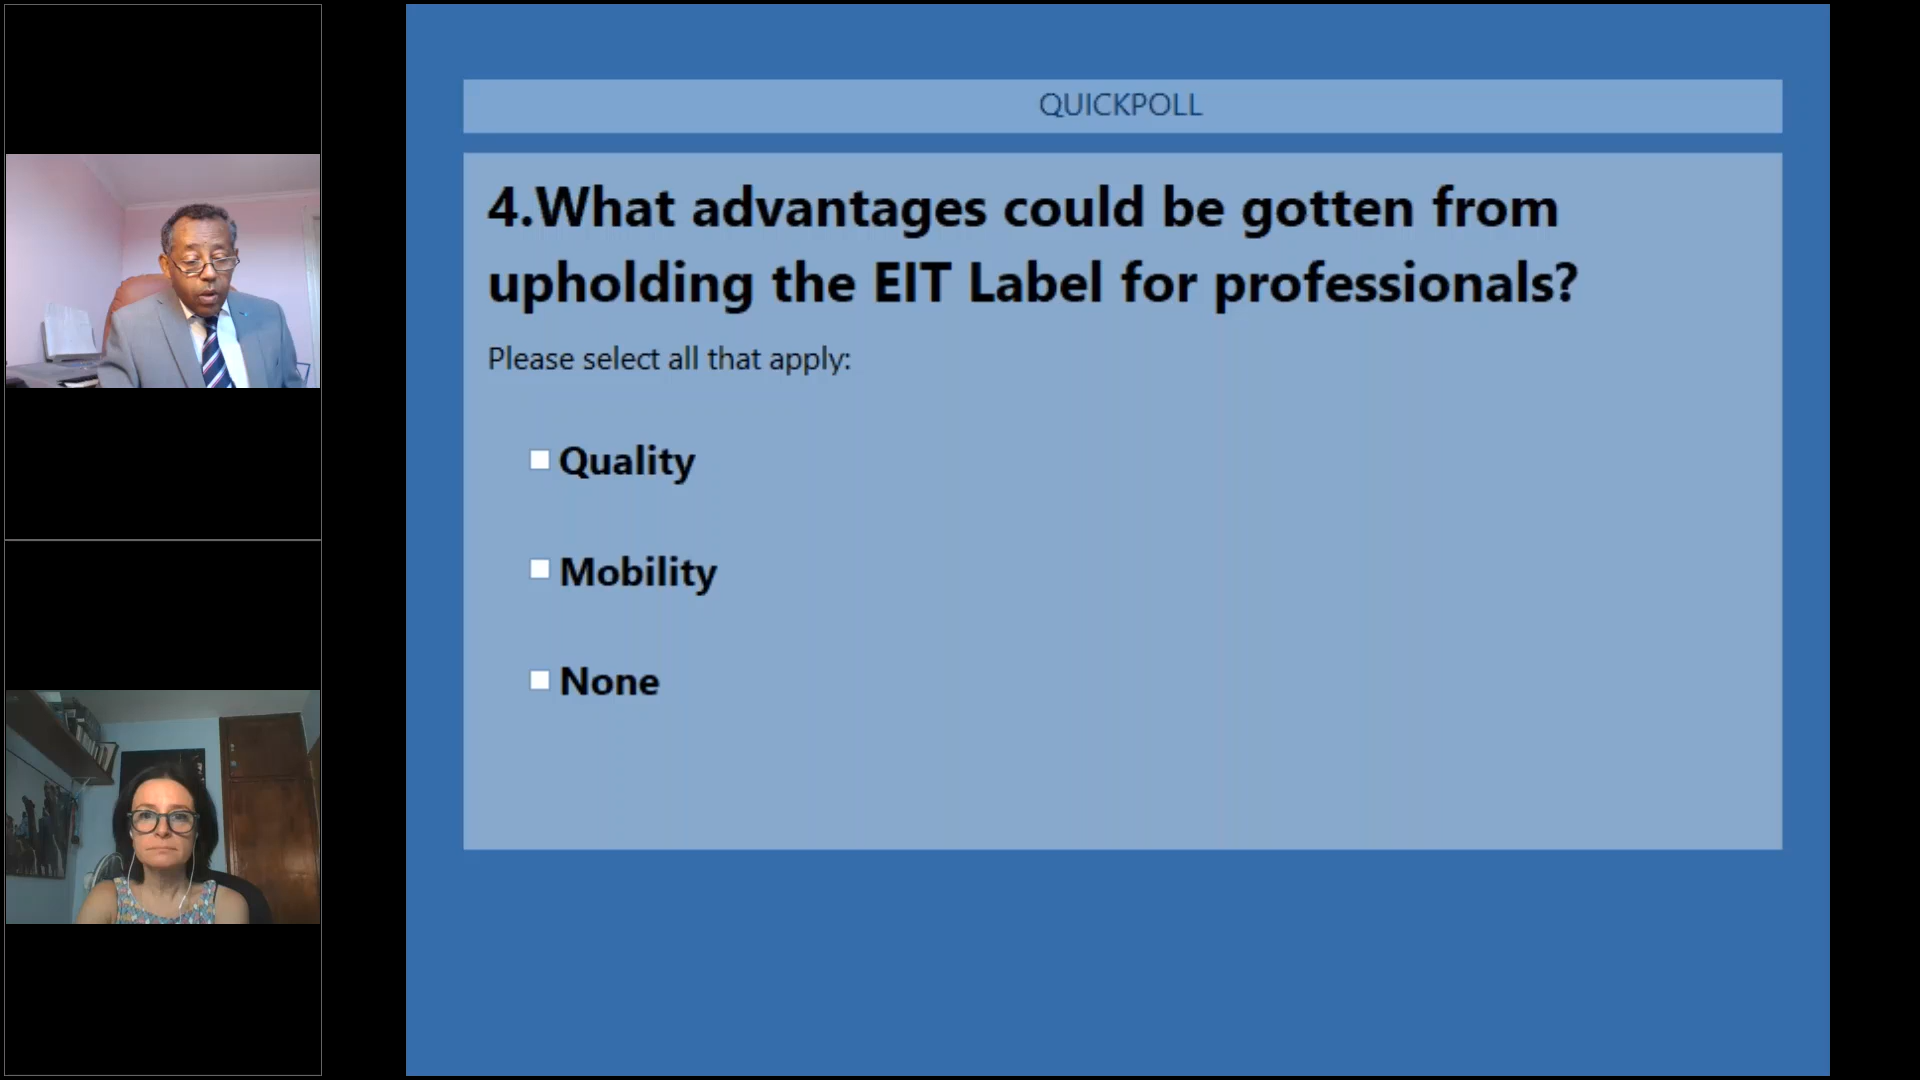 QUICKPOLL
4.What advantages could be gotten from
upholding the EIT Label for professionals?
Please select all that apply:
Quality
Mobility
None